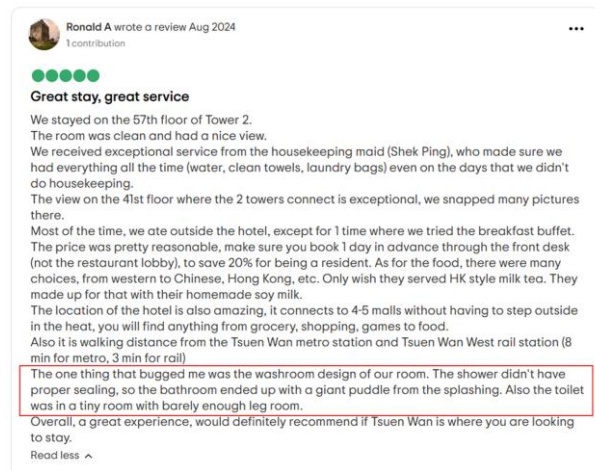 Ronald A wrote a review Aug 2024
1 contribution
Great stay, great service
We stayed on the 57th floor of Tower 2.
The room was clean and had a nice view.
We received exceptional service from the housekeeping maid (Shek Ping), who made sure we
had everything all the time (water, clean towels, laundry bags) even on the days that we didn't
do housekeeping.
The view on the 41st floor where the 2 towers connect is exceptional, we snapped many pictures
there.
Most of the time, we ate outside the hotel, except for 1 time where we tried the breakfast buffet.
The price was pretty reasonable, make sure you book 1 day in advance through the front desk
(not the restaurant lobby), to save 20% for being a resident. As for the food, there were many
choices, from western to Chinese, Hong Kong, etc. Only wish they served HK style milk tea. They
made up for that with their homemade soy milk.
The location of the hotel is also amazing, it connects to 4-5 malls without having to step outside
in the heat, you will find anything from grocery, shopping, games to food.
Also it is walking distance from the Tsuen Wan metro station and Tsuen Wan West rail station (8
min for metro, 3 min for rail)
The one thing that bugged me was the washroom design of our room. The shower didn't have
proper sealing, so the bathroom ended up with a giant puddle from the splashing. Also the toilet
was in a tiny room with barely enough leg room.
Overall, a great experience, would definitely recommend if Tsuen Wan is where you are looking
to stay.
Read less